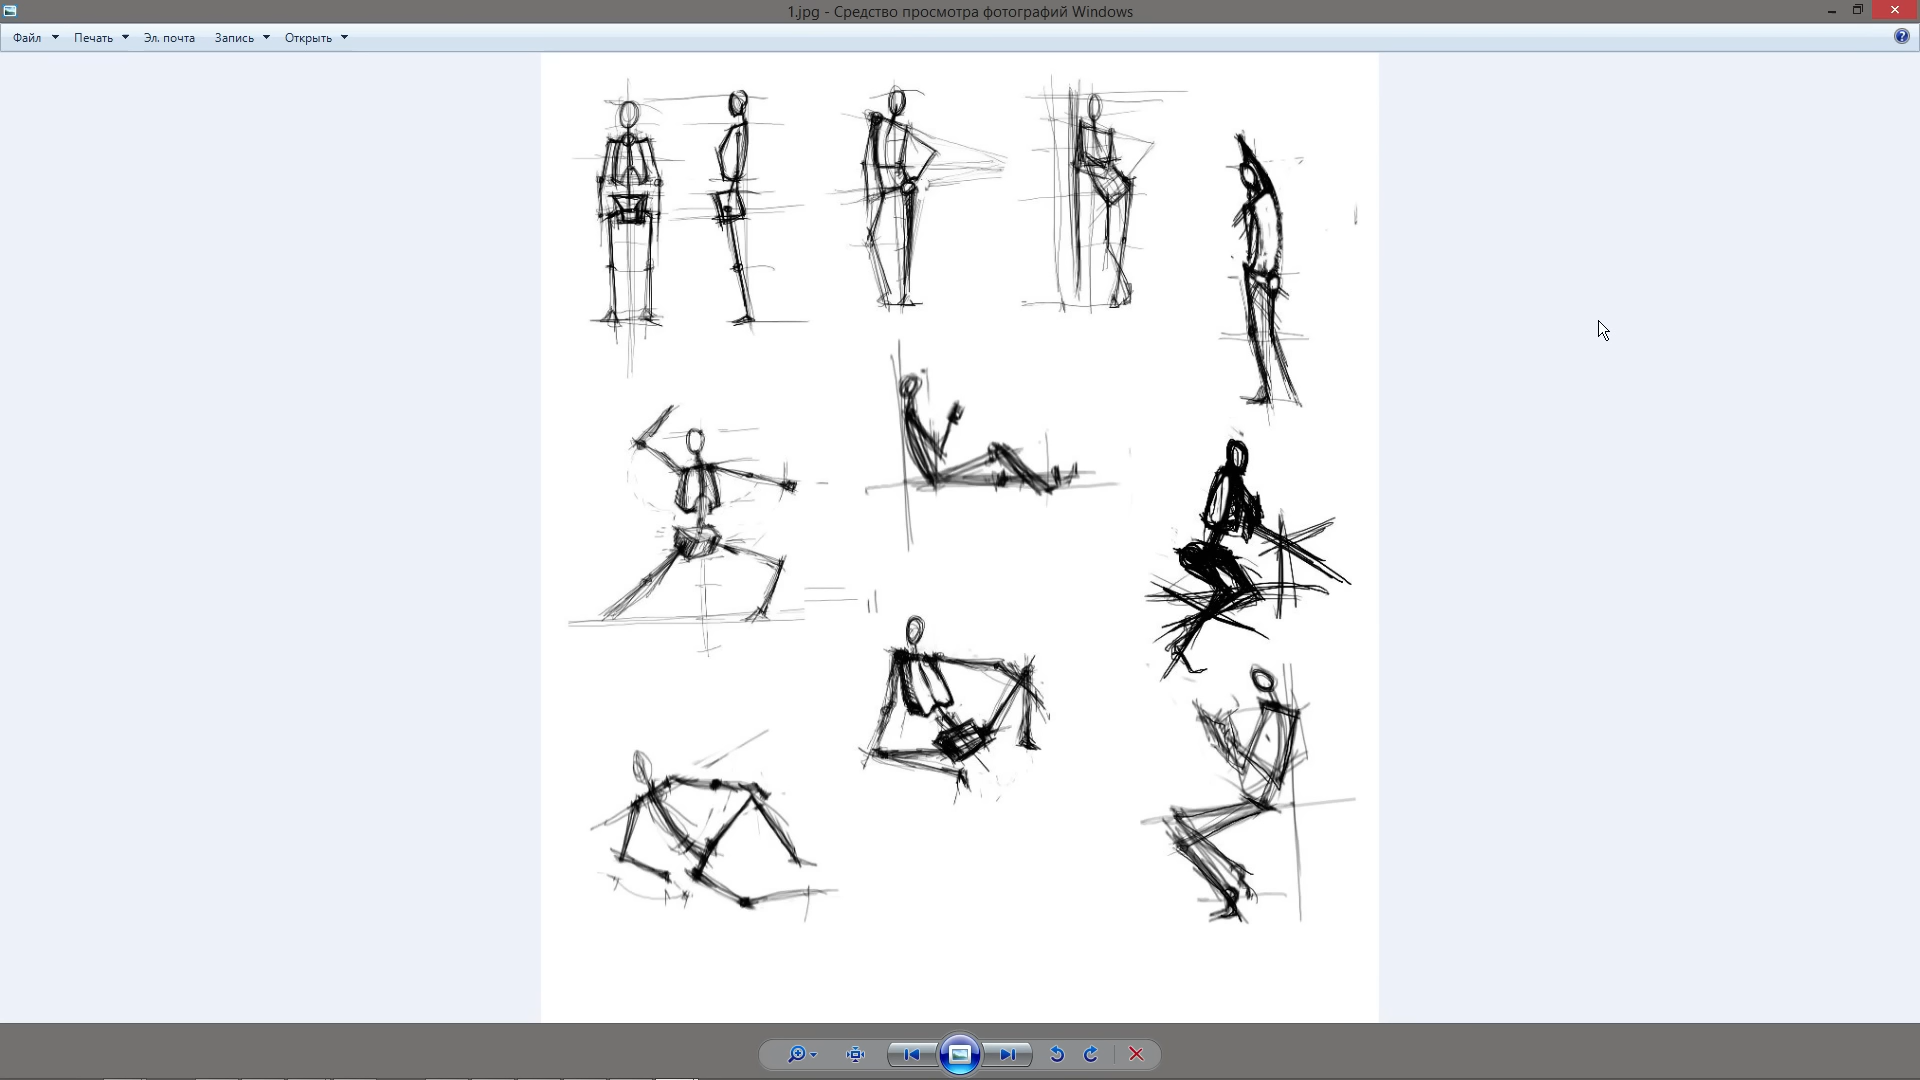 1.jpg - Средство просмотра фотографий Windows
Файл Печать Эл. почта Запись Открыть